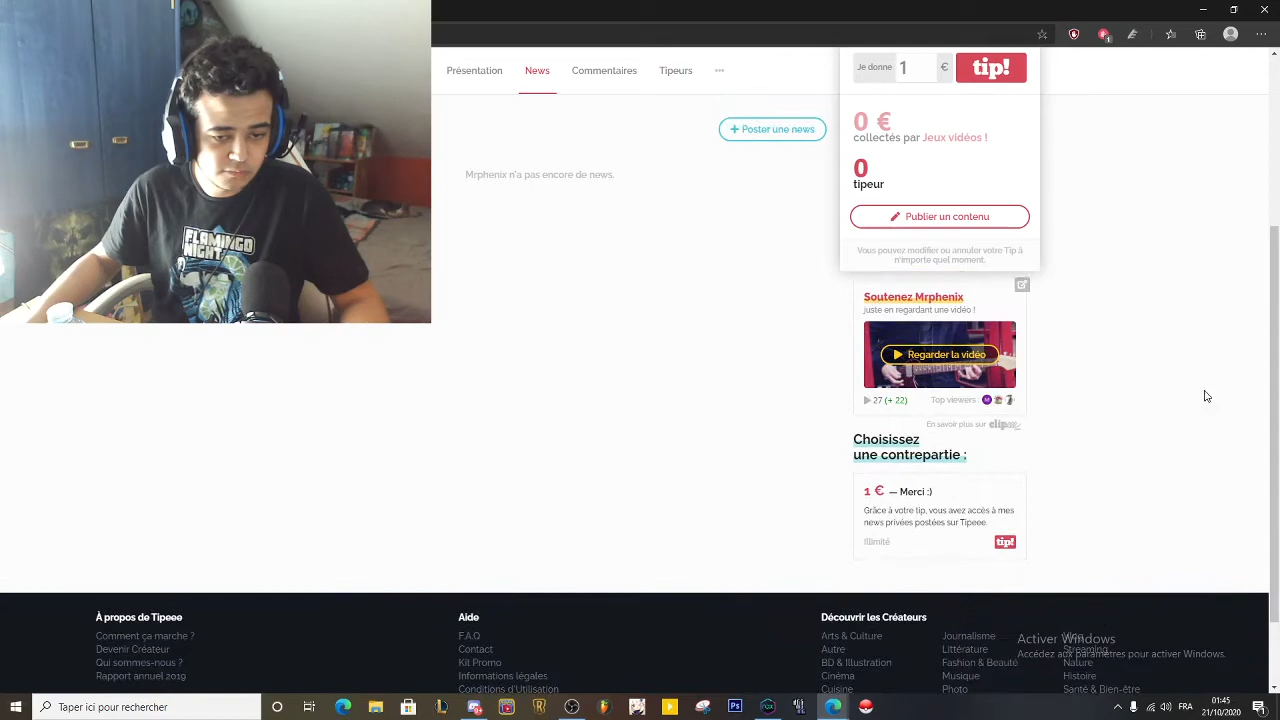 FLAMINGO
NIGHT
Présentation
News
Commentaires
Tipeurs
Poster une news
Mrphenix n'a pas encore de news.
Je donne 1 € tip!
0 €
collectés par Jeux vidéos !
0
tipeur
Publier un contenu
Vous pouvez modifier ou annuler votre Tip à
n'importe quel moment.
Soutenez Mrphenix
juste en regardant une vidéo !
Regarder la vidéo
27 (+ 22)
Top viewers :
En savoir plus sur
Choisissez
une contrepartie :
1 € — Merci :)
Grâce à votre tip, vous avez accès à mes
news privées postées sur Tipeee.
Illimité
tip!
À propos de Tipeee
Comment ça marche ?
Devenir Créateur
Qui sommes-nous ?
Rapport annuel 2019
Aide
F.A.Q
Contact
Kit Promo
Informations légales
Conditions d'Utilisation
Découvrir les Créateurs
Arts & Culture
Autre
BD & Illustration
Cinéma
Cuisine
Journalisme
Littérature
Fashion & Beauté
Musique
Photo
Streaming
Nature
Histoire
Santé & Bien-être
Activer Windows
Accédez aux paramètres pour activer Windows.
Taper ici pour rechercher
FRA
01:45
21/10/2020